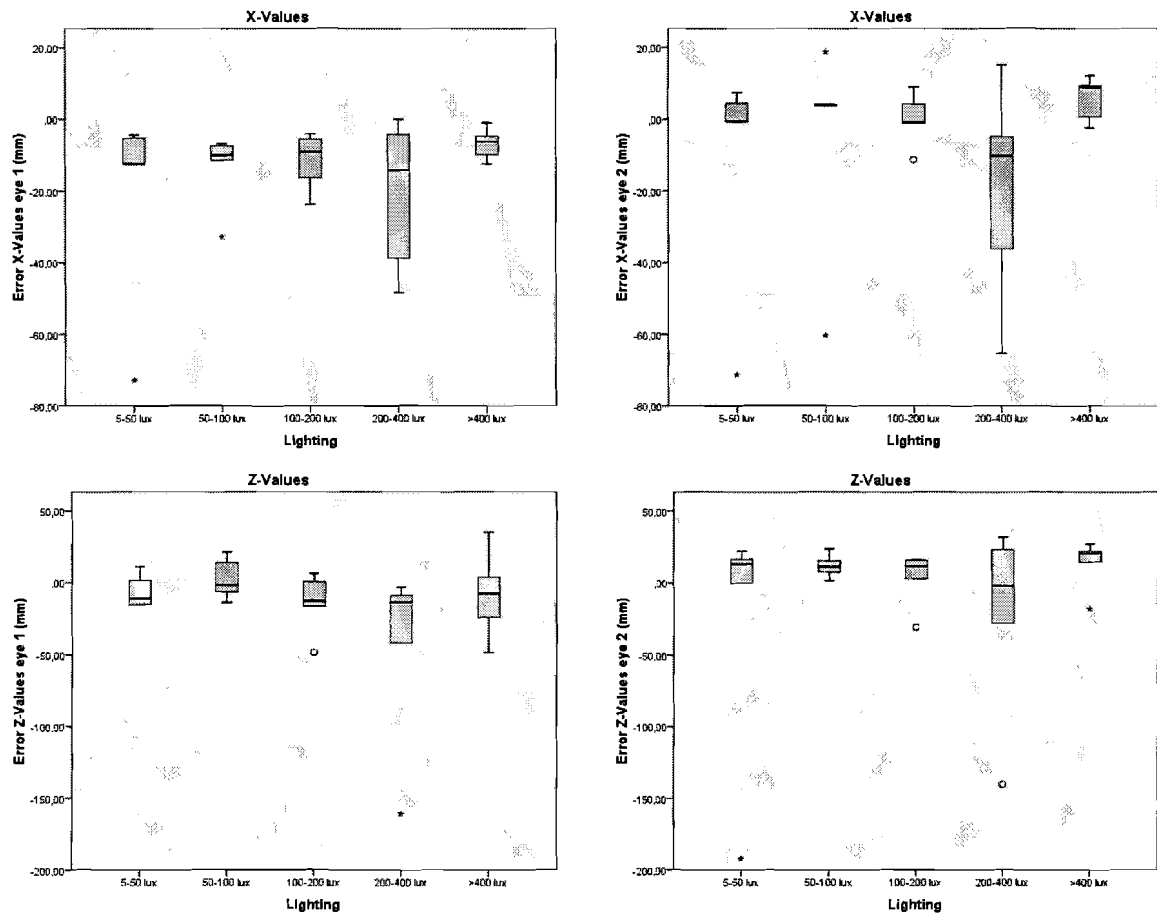 X-Values
Error X-Values eye 1 (mm)
20,00
,00
-20,00
-40,00
-60,00
-80,00
5-50 lux
50-100 lux
100-200 lux
200-400 lux
>400 lux
Lighting
X-Values
Error X-Values eye 2 (mm)
20,00
,00
-20,00
-40,00
-60,00
-80,00
5-50 lux
50-100 lux
100-200 lux
200-400 lux
>400 lux
Lighting
Z-Values
Error Z-Values eye 1 (mm)
50,00
,00
-50,00
-100,00
-150,00
-200,00
5-50 lux
50-100 lux
100-200 lux
200-400 lux
>400 lux
Lighting
Z-Values
Error Z-Values eye 2 (mm)
50,00
,00
-50,00
-100,00
-150,00
-200,00
5-50 lux
50-100 lux
100-200 lux
200-400 lux
>400 lux
Lighting